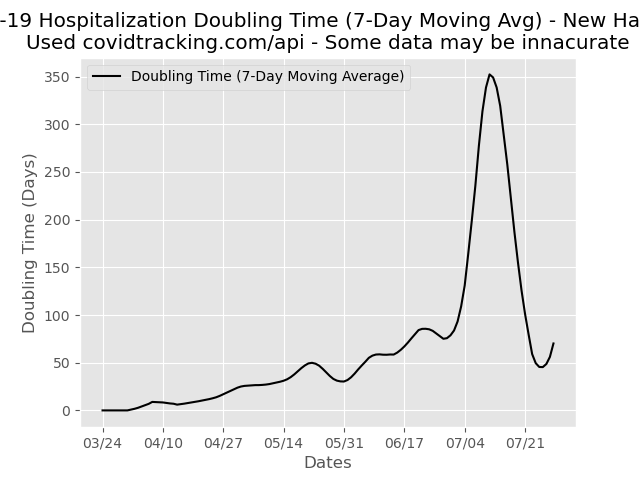 -19 Hospitalization Doubling Time (7-Day Moving Avg) - New Ha
Used covidtracking.com/api - Some data may be innacurate
Doubling Time (7-Day Moving Average)
350
300
250
200
150
100
50
0
Doubling Time (Days)
03/24 04/10 04/27 05/14 05/31 06/17 07/04 07/21
Dates